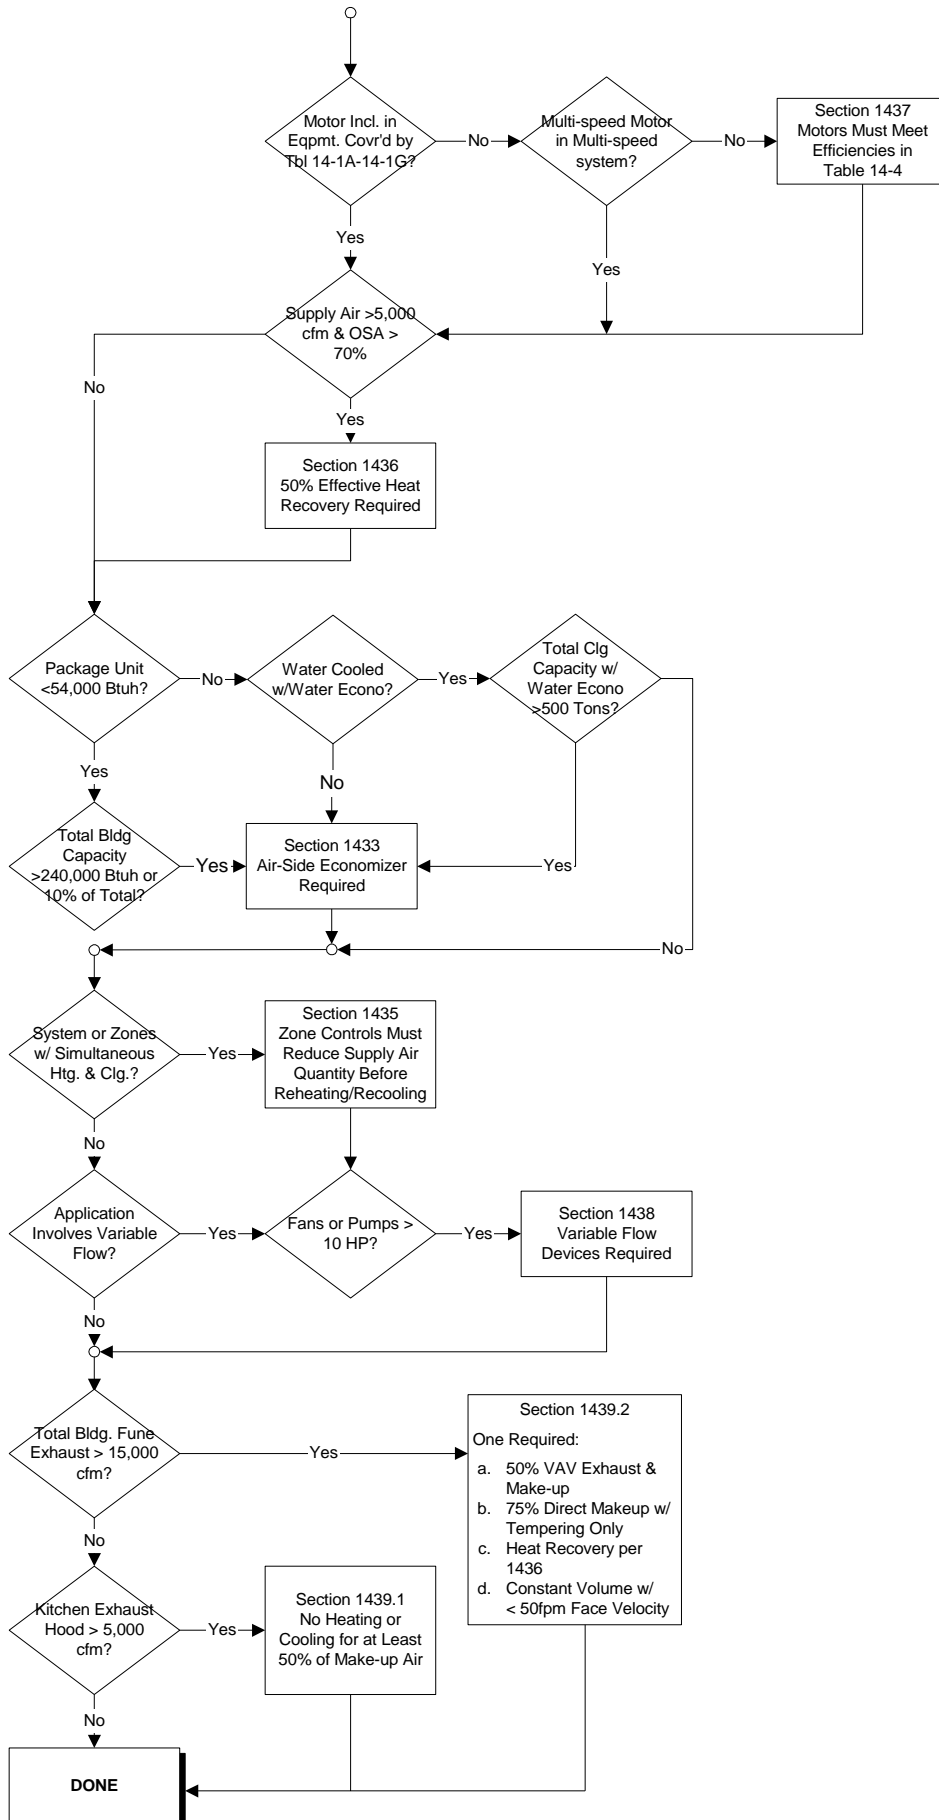 Motor Incl. in
Eqpmt. Covr'd by
Tbl 14-1A-14-1G?
No
Multi-speed Motor
in Multi-speed
system?
No
Section 1437
Motors Must Meet
Efficiencies in
Table 14-4
Yes
Yes
Supply Air >5,000
cfm & OSA >
70%
No
Yes
Section 1436
50% Effective Heat
Recovery Required
Package Unit
<54,000 Btuh?
No
Water Cooled
w/Water Econo?
Yes
Total Clg
Capacity w/
Water Econo
>500 Tons?
Yes
No
Total Bldg
Capacity
>240,000 Btuh or
10% of Total?
Yes
Section 1433
Air-Side Economizer
Required
Yes
No
System or Zones
w/ Simultaneous
Htg. & Clg.?
Yes
Section 1435
Zone Controls Must
Reduce Supply Air
Quantity Before
Reheating/Recooling
No
Application
Involves Variable
Flow?
Yes
Fans or Pumps >
10 HP?
Yes
Section 1438
Variable Flow
Devices Required
No
Total Bldg. Fune
Exhaust > 15,000
cfm?
Yes
Section 1439.2
One Required:
a. 50% VAV Exhaust &
Make-up
b. 75% Direct Makeup w/
Tempering Only
c. Heat Recovery per
1436
d. Constant Volume w/
< 50fpm Face Velocity
No
Kitchen Exhaust
Hood > 5,000
cfm?
Yes
Section 1439.1
No Heating or
Cooling for at Least
50% of Make-up Air
No
DONE